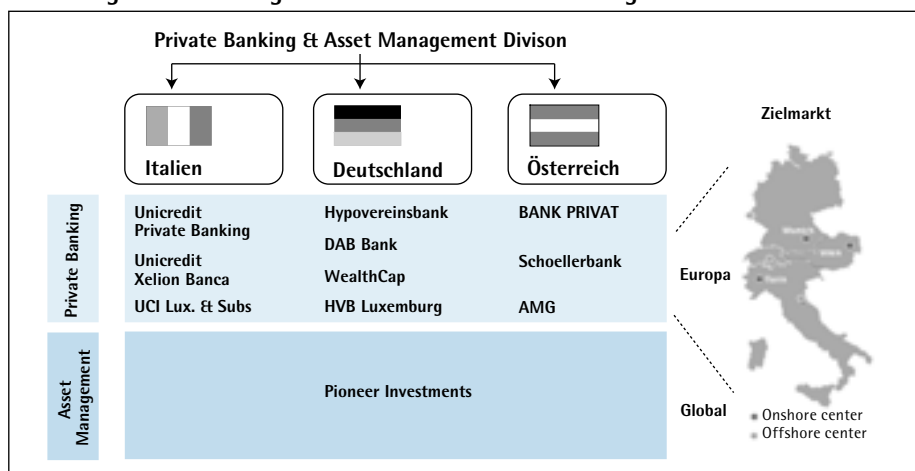 Private Banking & Asset Management Divison
Italien
Deutschland
Österreich
Zielmarkt
Private Banking
Unicredit
Private Banking
Unicredit
Xelion Banca
UCI Lux. & Subs
Hypovereinsbank
DAB Bank
WealthCap
HVB Luxemburg
BANK PRIVAT
Schoellerbank
AMG
Europa
Asset
Management
Pioneer Investments
Global
Onshore center
Offshore center